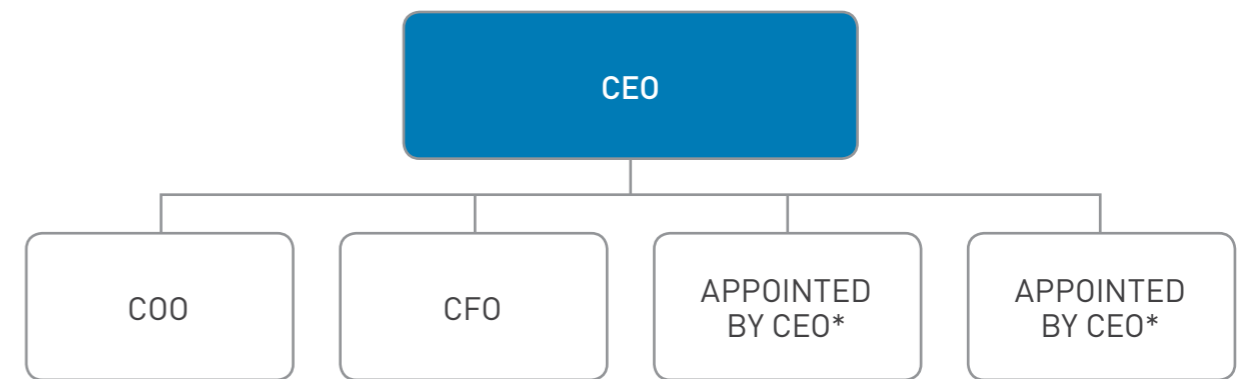 CEO
COO
CFO
APPOINTED
BY CEO*
APPOINTED
BY CEO*